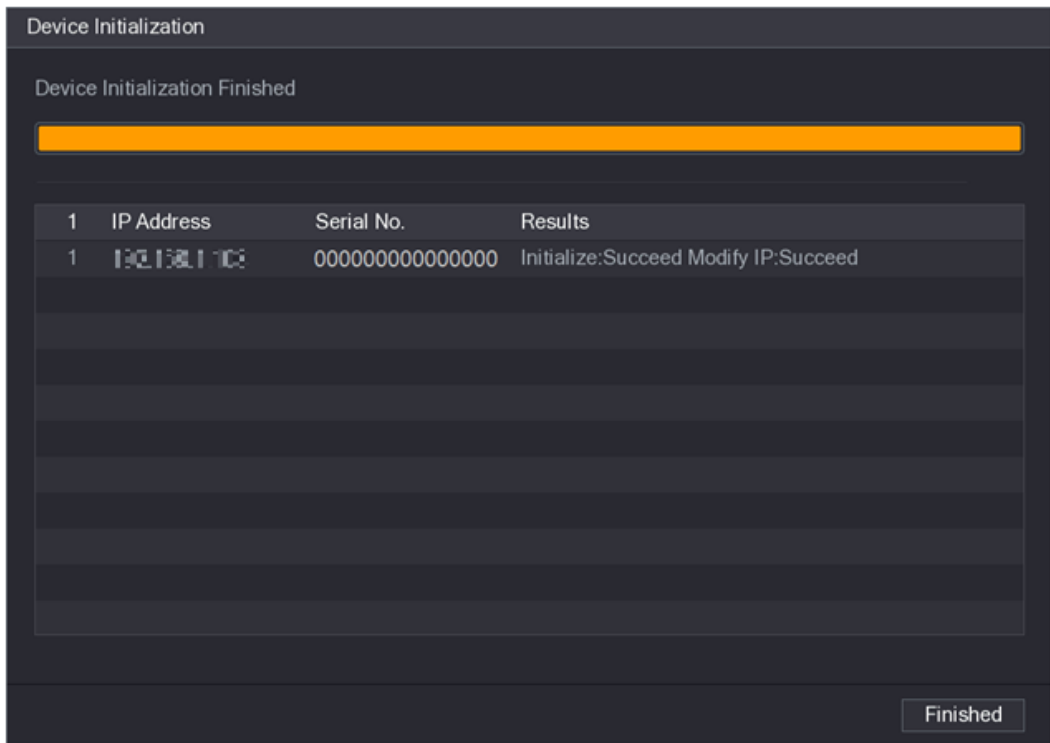 Device Initialization
Device Initialization Finished
1 IP Address Serial No. Results
1 000000000000000 Initialize:Succeed Modify IP:Succeed
Finished